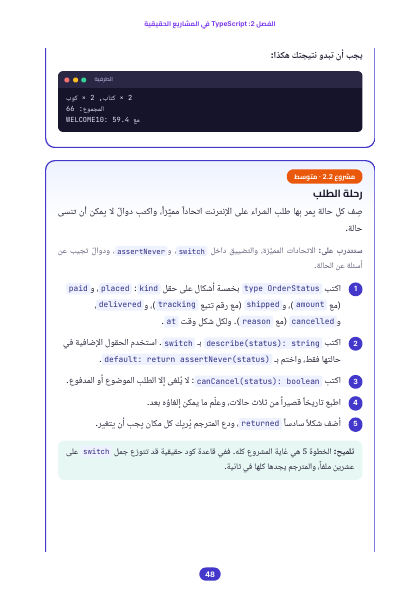 الفصل 2: TypeScript في المشاريع الحقيقية
يجب أن تبدو نتيجتك هكذا:
الطرفية
2 × كتاب, 2 × كوب
المجموع: 66
مع WELCOME10: 59.4
مشروع 2.2 · متوسط
رحلة الطلب
صِف كل حالة يمر بها طلب الشراء على الإنترنت اتحاداً مميّزاً، واكتب دوالّ لا يمكن أن تنسى
حالة.
ستتدرب على: الاتحادات المميّزة، والتضييق داخل switch، و assertNever، ودوالّ تجيب عن
أسئلة عن الحالة.
1 اكتب type OrderStatus بخمسة أشكال على حقل kind: placed، و paid
(مع amount)، و shipped (مع رقم تتبع tracking)، و delivered،
و cancelled (مع reason). ولكل شكل وقت at.
2 اكتب describe(status): string بـ switch. استخدم الحقول الإضافية في
حالتها فقط، واختم بـ default: return assertNever(status).
3 اكتب canCancel(status): boolean: لا يُلغى إلا الطلب الموضوع أو المدفوع.
4 اطبع تاريخاً قصيراً من ثلاث حالات، وعلّم ما يمكن إلغاؤه بعد.
5 أضف شكلاً سادساً returned، ودع المترجم يُريك كل مكان يجب أن يتغير.
تلميح: الخطوة 5 هي غاية المشروع كله. ففي قاعدة كود حقيقية قد تتوزع جمل switch على
عشرين ملفاً، والمترجم يجدها كلها في ثانية.
48